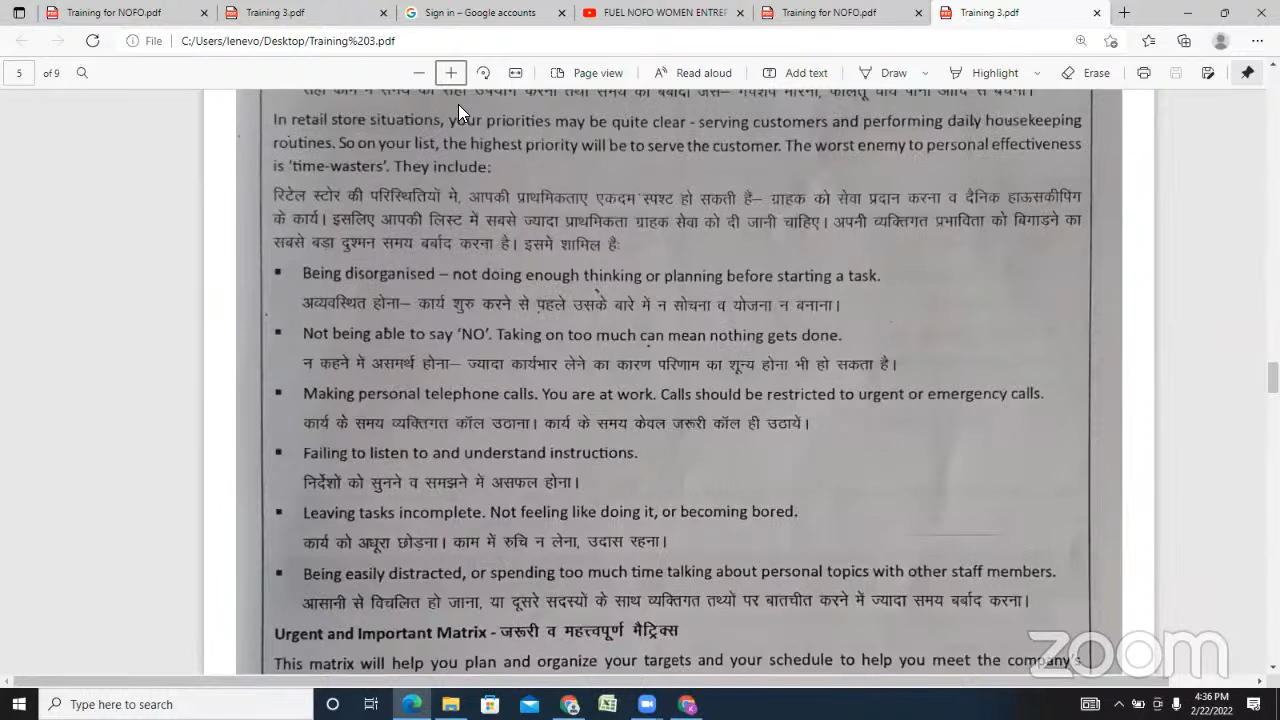 Training for NOFO.pdf
Training 3.pdf
Sign in – Google accounts
FUEL NOFO WOMEN ENTREF
Training for NOFO.pdf
Training 3.pdf
File
C:/Users/lenevo/Desktop/Training%203.pdf
5 of 9
Page view
Read aloud
Add text
Draw
Highlight
Erase
In retail store situations, your priorities may be quite clear - serving customers and performing daily housekeeping
routines. So on your list, the highest priority will be to serve the customer. The worst enemy to personal effectiveness
is ‘time-wasters’. They include:
रिटेल स्टोर की परिस्थितियों मे, आपकी प्राथमिकताए एकदम स्पश्ट हो सकती है– ग्राहक को सेवा प्रदान करना व दैनिक हाऊसकीपिंग
के कार्य। इसलिए आपकी लिस्ट में सबसे ज्यादा प्राथमिकता ग्राहक सेवा को दी जानी चाहिए। अपनी व्यक्तिगत प्रभाविता को बिगाडने का
सबसे बडा दुश्मन समय बर्बाद करना है। इसमे शामिल है:
▪ Being disorganised – not doing enough thinking or planning before starting a task.
अव्यवस्थित होना– कार्य शुरु करने से पहले उसके बारे में न सोचना व योजना न बनाना।
▪ Not being able to say ‘NO’. Taking on too much can mean nothing gets done.
न कहने में असमर्थ होना– ज्यादा कार्यभार लेने का कारण परिणाम का शून्य होना भी हो सकता है।
▪ Making personal telephone calls. You are at work. Calls should be restricted to urgent or emergency calls.
कार्य के समय व्यक्तिगत कॉल उठाना। कार्य के समय केवल जरूरी कॉल ही उठायें।
▪ Failing to listen to and understand instructions.
निर्देशों को सुनने व समझने में असफल होना।
▪ Leaving tasks incomplete. Not feeling like doing it, or becoming bored.
कार्य को अधूरा छोड़ना। काम में रुचि न लेना, उदास रहना।
▪ Being easily distracted, or spending too much time talking about personal topics with other staff members.
आसानी से विचलित हो जाना, या दूसरे सदस्यों के साथ व्यक्तिगत तथ्यों पर बातचीत करने में ज्यादा समय बर्बाद करना।
Urgent and Important Matrix - जरूरी व महत्त्वपूर्ण मैट्रिक्स
This matrix will help you plan and organize your targets and your schedule to help you meet the company's
zoom
Type here to search
4:36 PM
2/22/2022